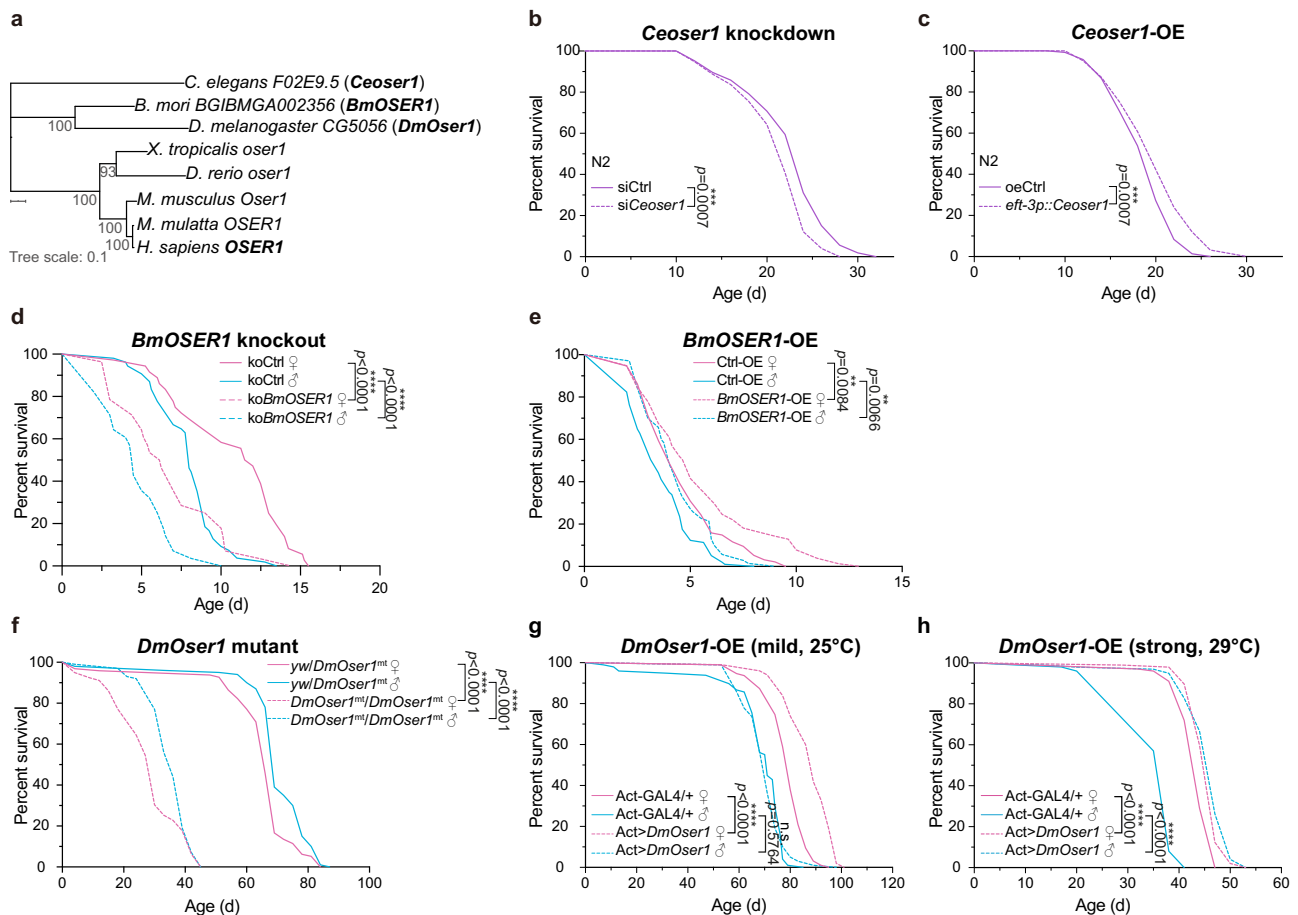 a
C. elegans F02E9.5 (Ceoser1)
B. mori BGIBMGA002356 (BmOSER1)
100
D. melanogaster CG5056 (DmOser1)
X. tropicalis oser1
93
D. rerio oser1
100
M. musculus Oser1
100
M. mulatta OSER1
100
H. sapiens OSER1
Tree scale: 0.1
b
Ceoser1 knockdown
Percent survival
100
80
60
40
20
0
N2
siCtrl
siCeoser1
***
p=0.0007
0 10 20 30
Age (d)
c
Ceoser1-OE
Percent survival
100
80
60
40
20
0
N2
oeCtrl
eft-3p::Ceoser1
***
p=0.0007
0 10 20 30
Age (d)
d
BmOSER1 knockout
Percent survival
100
80
60
40
20
0
koCtrl ♀
koCtrl ♂
koBmOSER1 ♀
koBmOSER1 ♂
****
p<0.0001
****
p<0.0001
0 5 10 15 20
Age (d)
e
BmOSER1-OE
Percent survival
100
80
60
40
20
0
Ctrl-OE ♀
Ctrl-OE ♂
BmOSER1-OE ♀
BmOSER1-OE ♂
**
p=0.0084
**
p=0.0066
0 5 10 15
Age (d)
f
DmOser1 mutant
Percent survival
100
80
60
40
20
0
yw/DmOser1mt ♀
yw/DmOser1mt ♂
DmOser1mt/DmOser1mt ♀
DmOser1mt/DmOser1mt ♂
****
p<0.0001
****
p<0.0001
0 20 40 60 80 100
Age (d)
g
DmOser1-OE (mild, 25°C)
Percent survival
100
80
60
40
20
0
Act-GAL4/+ ♀
Act-GAL4/+ ♂
Act>DmOser1 ♀
Act>DmOser1 ♂
****
p<0.0001
n.s
p=0.5764
0 20 40 60 80 100 120
Age (d)
h
DmOser1-OE (strong, 29°C)
Percent survival
100
80
60
40
20
0
Act-GAL4/+ ♀
Act-GAL4/+ ♂
Act>DmOser1 ♀
Act>DmOser1 ♂
****
p<0.0001
****
p<0.0001
0 20 40 60
Age (d)